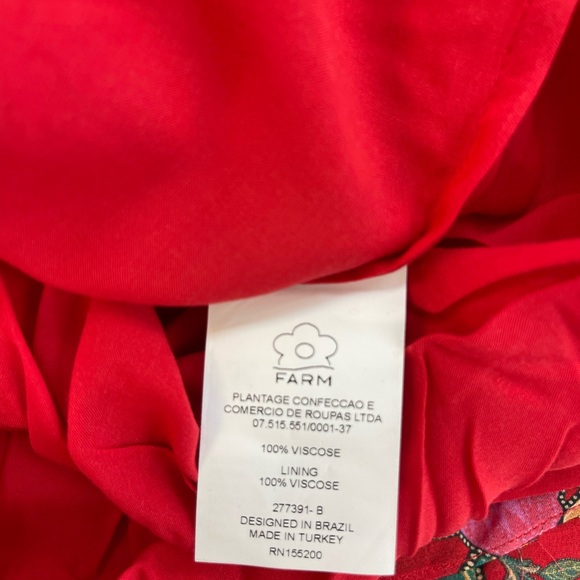 FARM
PLANTAGE CONFECCAO E
COMERCIO DE ROUPAS LTDA
07.515.551/0001-37
100% VISCOSE
LINING
100% VISCOSE
277391- B
DESIGNED IN BRAZIL
MADE IN TURKEY
RN155200